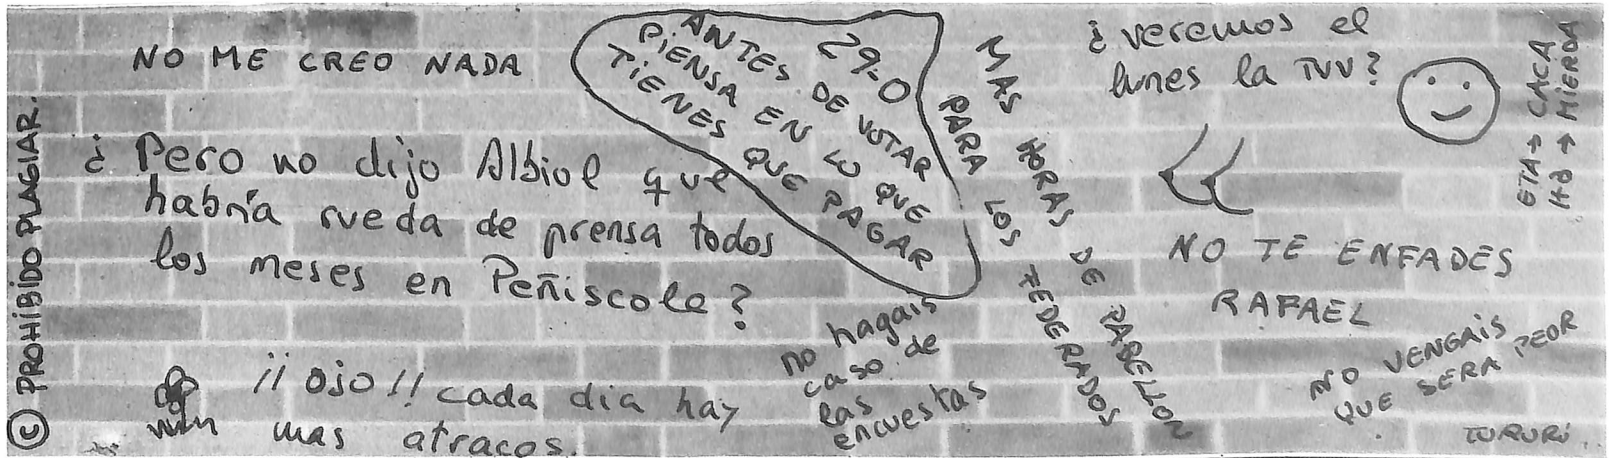 © PROHIBIDO PLAGIAR.
NO ME CREO NADA
¿Pero no dijo Albiol que
habría rueda de prensa todos
los meses en Peñiscola?
¡¡OJO!! cada dia hay
mas atracos.
29-O
ANTES DE VOTAR
PIENSA EN LO QUE
TIENES QUE PAGAR
MAS HORAS DE PABELLON
PARA LOS FEDERADOS
no hagais
caso de
las
encuestas
¿veremos el
lunes la TVV?
ETA → CACA
→ MIERDA
NO TE ENFADES
RAFAEL
NO VENGAIS
QUE SERA PEOR
TURURÚ..